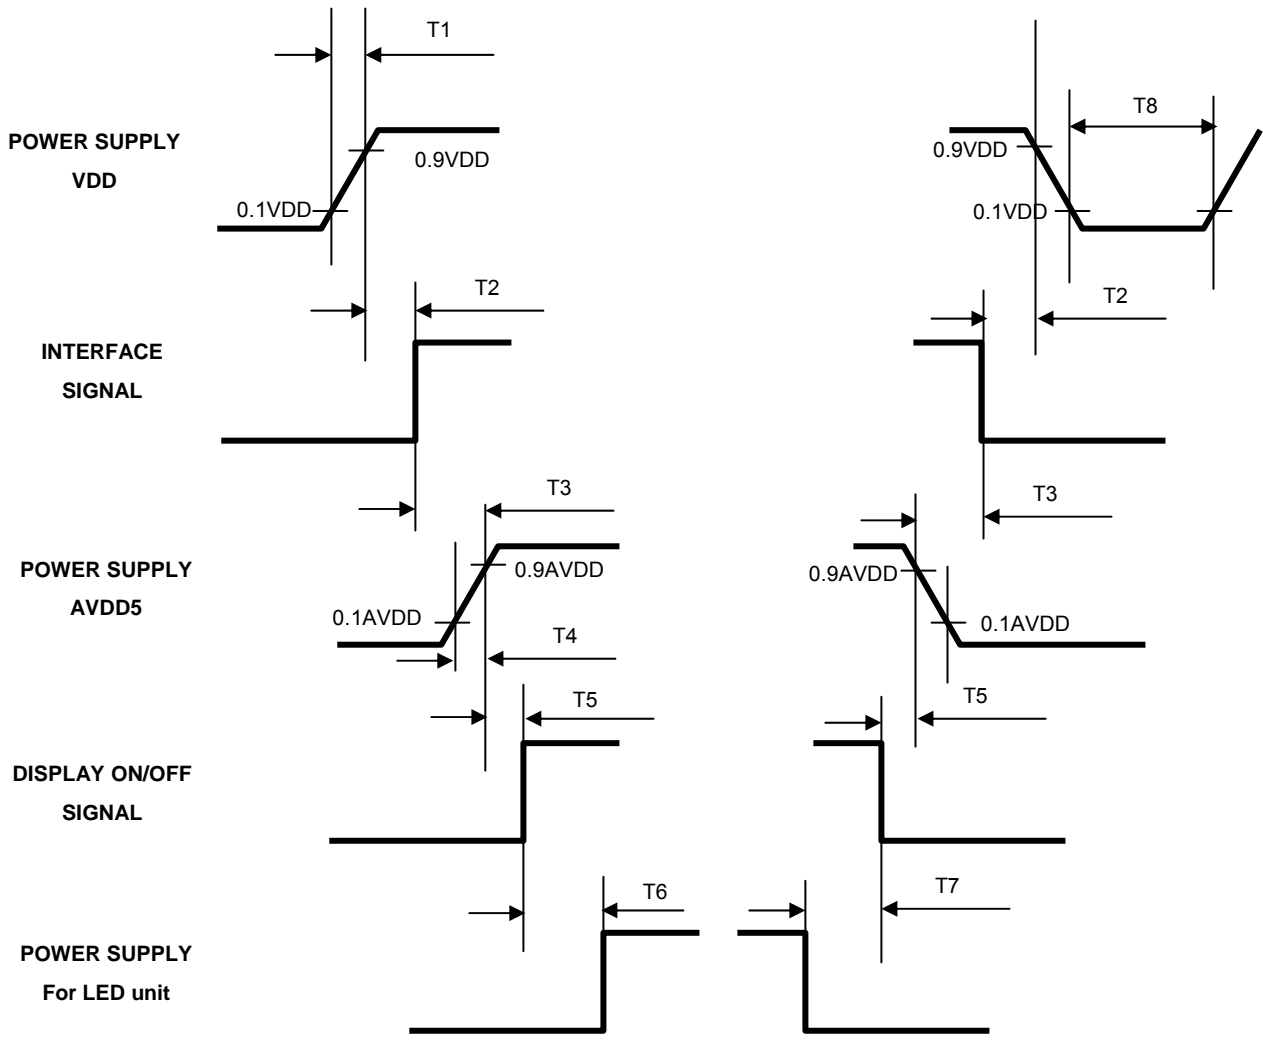 T1
T8
POWER SUPPLY
VDD
0.9VDD
0.1VDD
0.9VDD
0.1VDD
T2
T2
INTERFACE
SIGNAL
T3
T3
POWER SUPPLY
AVDD5
0.9AVDD
0.1AVDD
0.9AVDD
0.1AVDD
T4
T5
T5
DISPLAY ON/OFF
SIGNAL
T6
T7
POWER SUPPLY
For LED unit